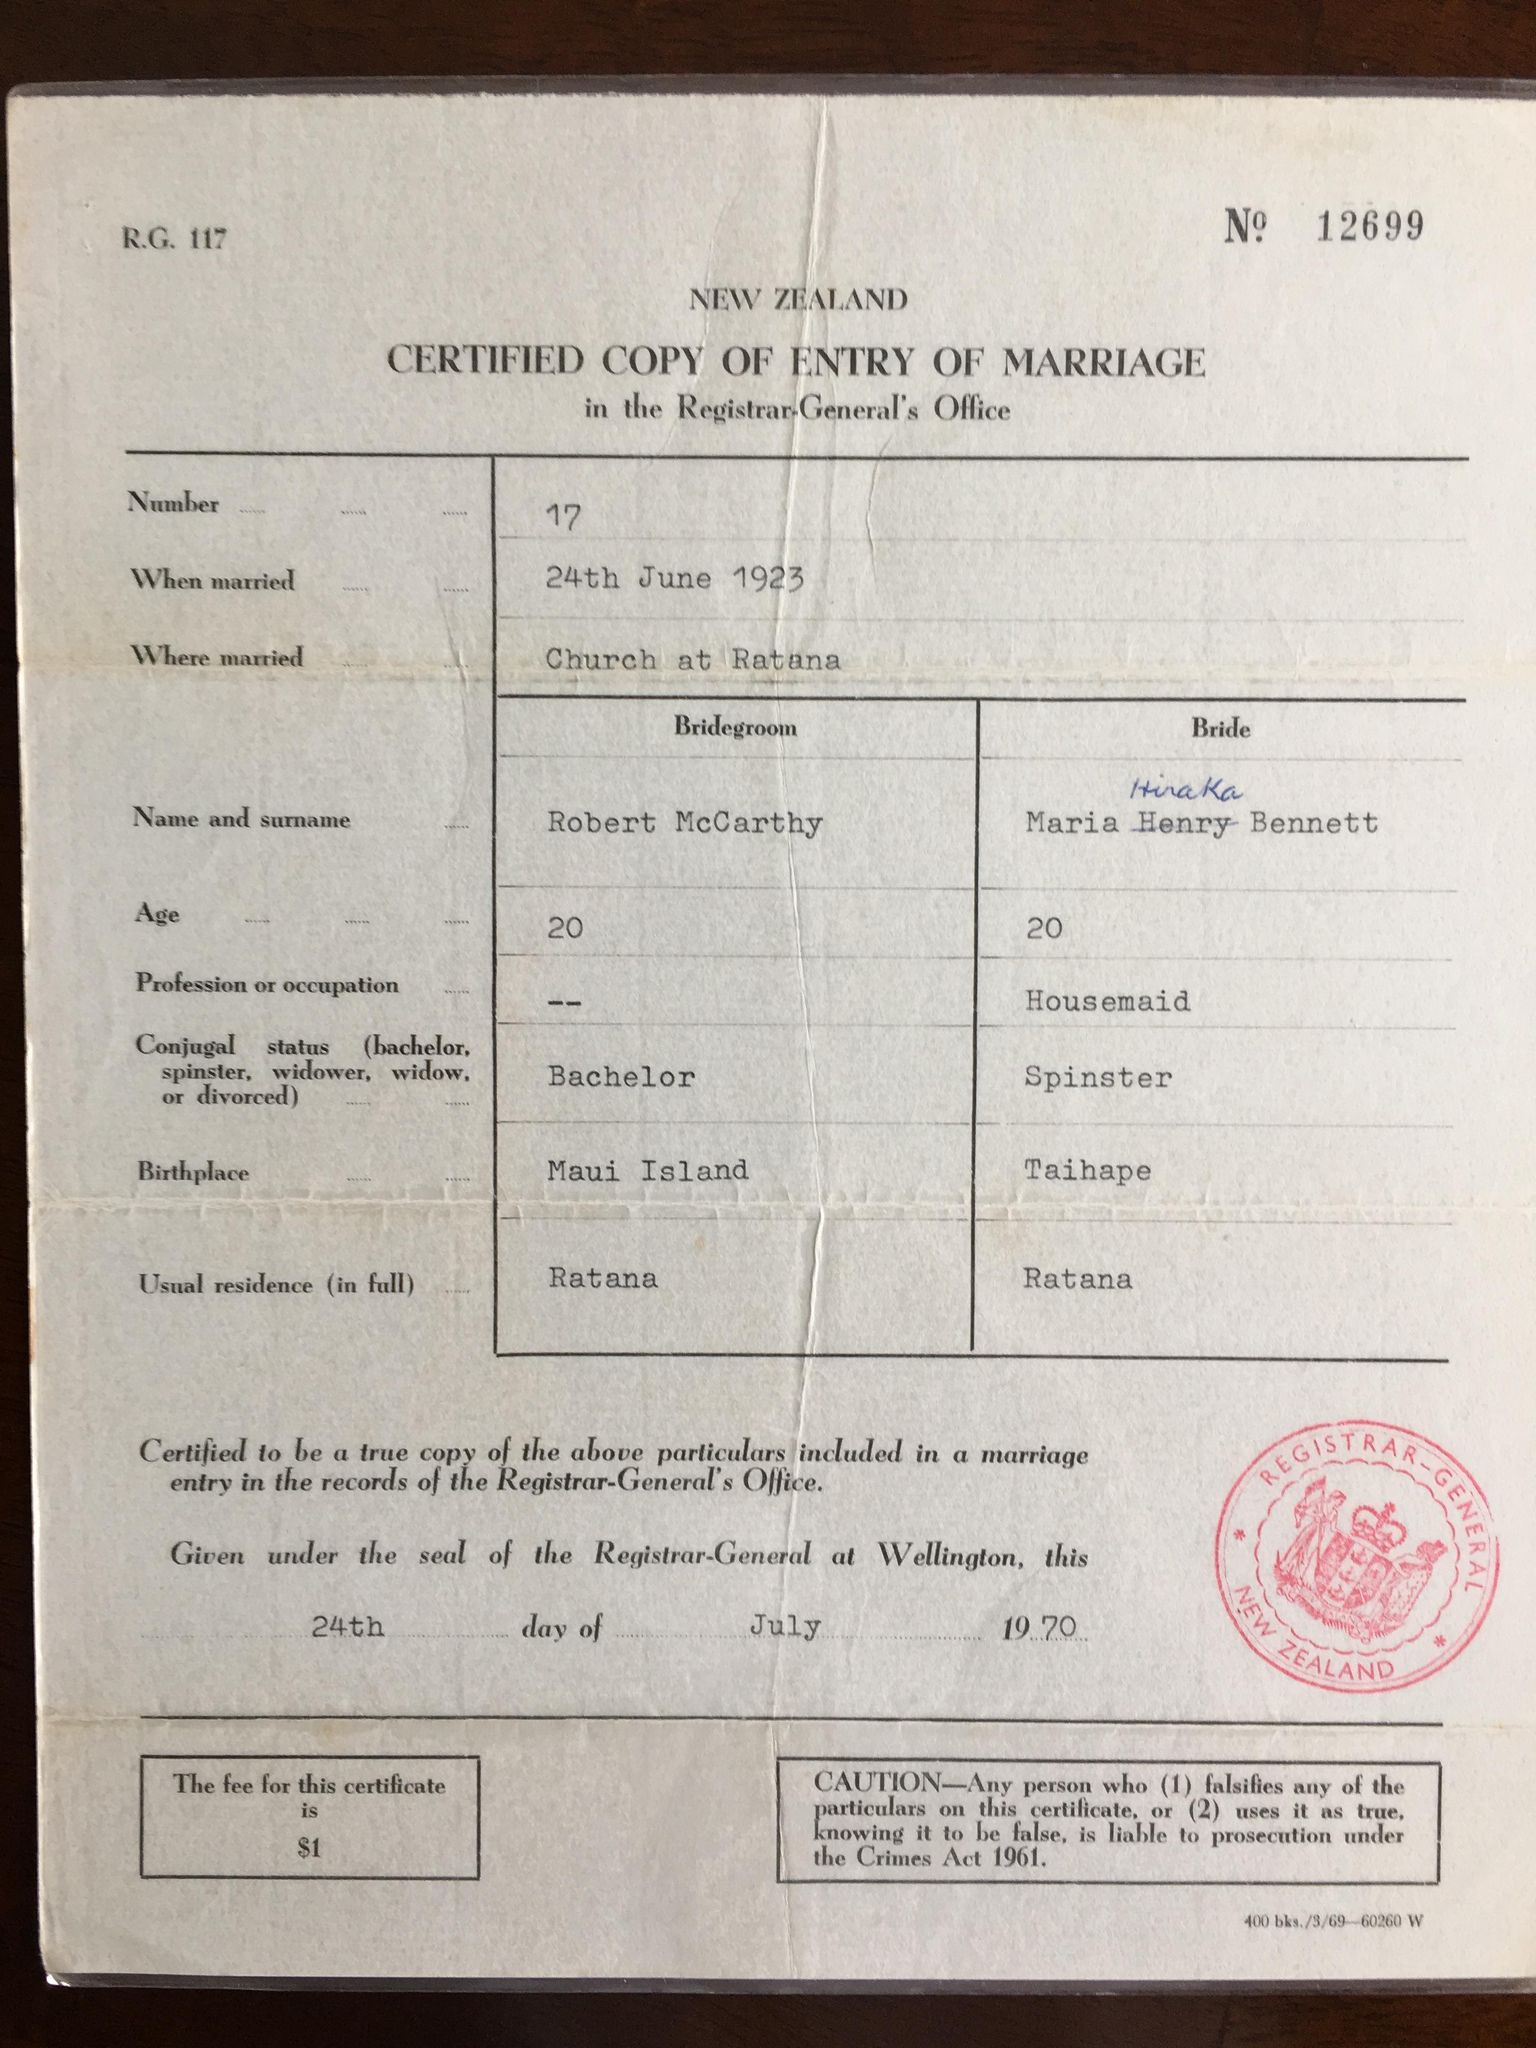 R.G. 117
Nº 12699
NEW ZEALAND
CERTIFIED COPY OF ENTRY OF MARRIAGE
in the Registrar-General's Office
Number 17
When married 24th June 1923
Where married Church at Ratana
Bridegroom Bride
Hiraka
Name and surname Robert McCarthy Maria Henry Bennett
Age 20 20
Profession or occupation -- Housemaid
Conjugal status (bachelor,
spinster, widower, widow,
or divorced) Bachelor Spinster
Birthplace Maui Island Taihape
Usual residence (in full) Ratana Ratana
Certified to be a true copy of the above particulars included in a marriage
entry in the records of the Registrar-General's Office.
Given under the seal of the Registrar-General at Wellington, this
24th day of July 19 70
REGISTRAR-GENERAL
* NEW ZEALAND *
The fee for this certificate
is
$1
CAUTION—Any person who (1) falsifies any of the
particulars on this certificate, or (2) uses it as true,
knowing it to be false, is liable to prosecution under
the Crimes Act 1961.
400 bks./3/69—60260 W